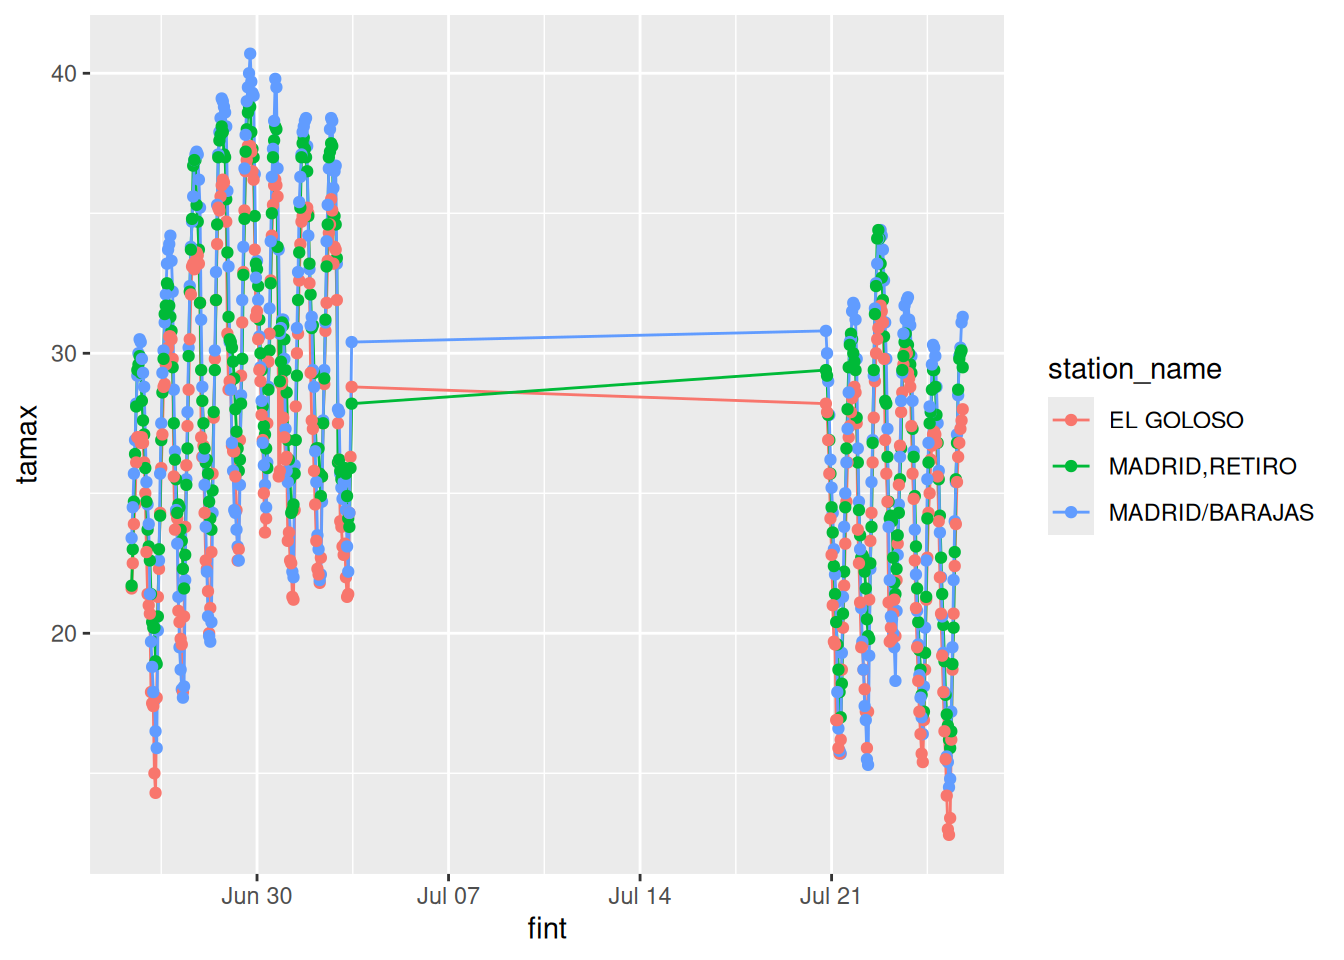 40
30
20
tamax
Jun 30
Jul 07
Jul 14
Jul 21
fint
station_name
EL GOLOSO
MADRID,RETIRO
MADRID/BARAJAS